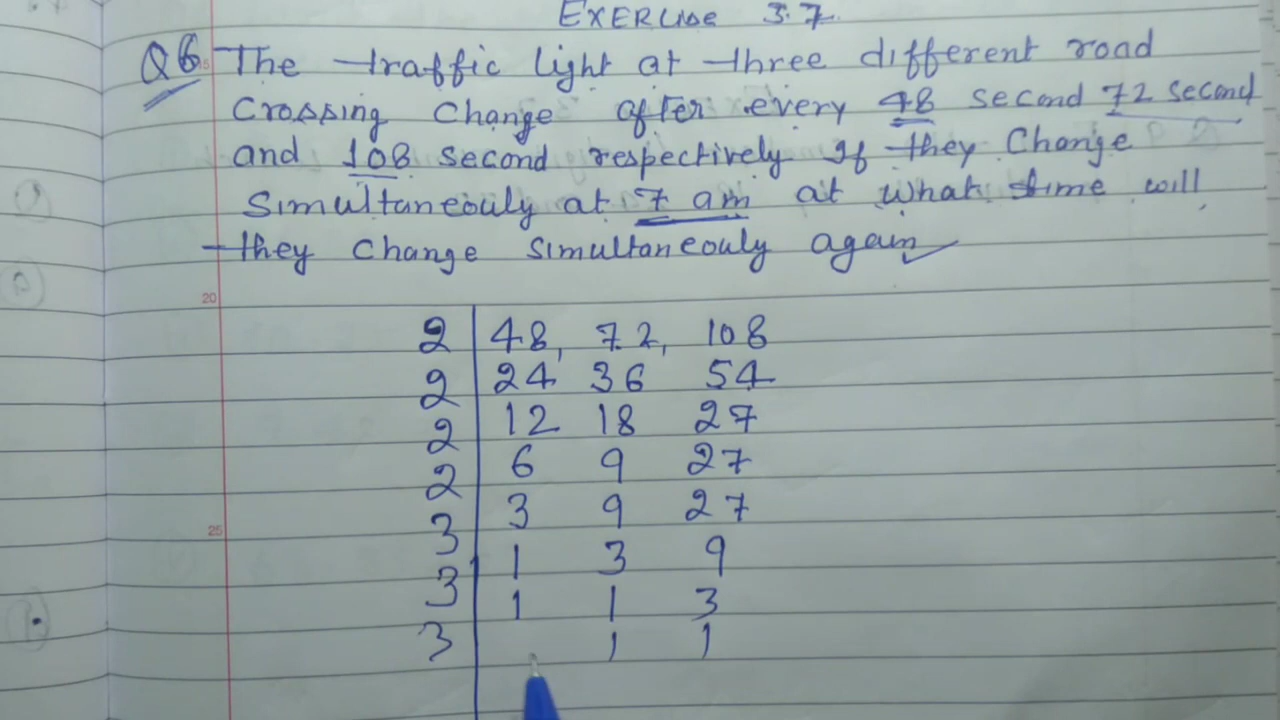 EXERCISE 3.7
Q6 The traffic light at three different road
Crossing Change after every 48 second 72 second
and 108 second respectively If they Change
Simultaneouly at 7 am at what time will
they Change Simultaneouly again
20
2 48, 72, 108
2 24 36 54
2 12 18 27
2 6 9 27
3 3 9 27
25
3 1 3 9
3 1 1 3
1 1